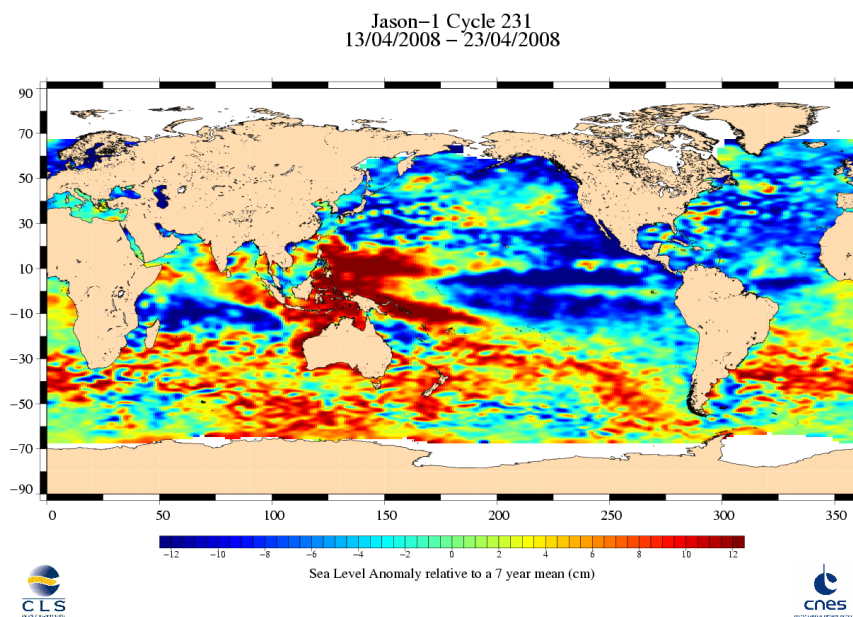 Jason-1 Cycle 231
13/04/2008 - 23/04/2008
90
70
50
30
10
-10
-30
-50
-70
-90
0 50 100 150 200 250 300 350
-12 -10 -8 -6 -4 -2 0 2 4 6 8 10 12
Sea Level Anomaly relative to a 7 year mean (cm)
CLS
cnes